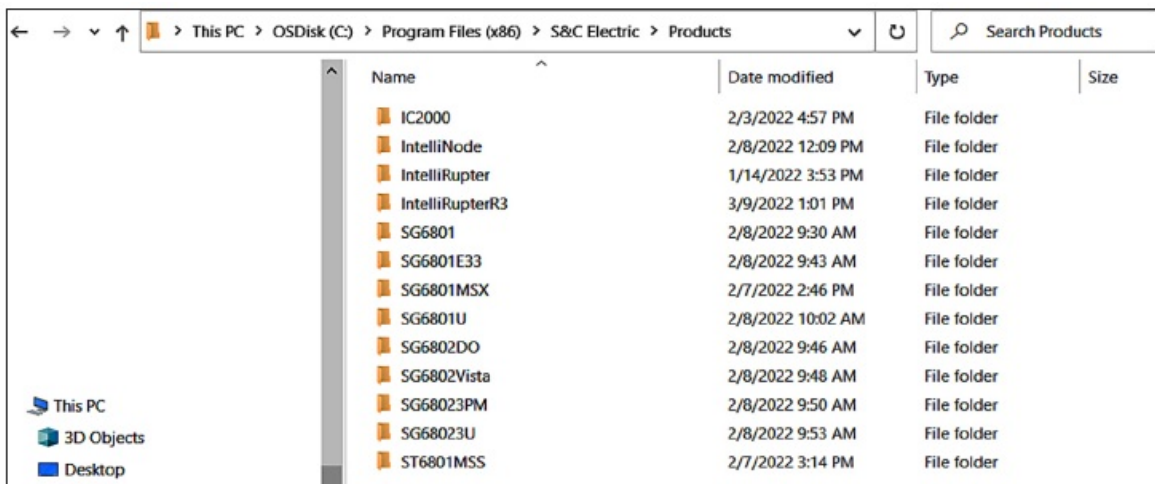 This PC > OSDisk (C:) > Program Files (x86) > S&C Electric > Products Search Products
Name Date modified Type Size
IC2000 2/3/2022 4:57 PM File folder
IntelliNode 2/8/2022 12:09 PM File folder
IntelliRupter 1/14/2022 3:53 PM File folder
IntelliRupterR3 3/9/2022 1:01 PM File folder
SG6801 2/8/2022 9:30 AM File folder
SG6801E33 2/8/2022 9:43 AM File folder
SG6801MSX 2/7/2022 2:46 PM File folder
SG6801U 2/8/2022 10:02 AM File folder
SG6802DO 2/8/2022 9:46 AM File folder
SG6802Vista 2/8/2022 9:48 AM File folder
This PC SG68023PM 2/8/2022 9:50 AM File folder
3D Objects SG68023U 2/8/2022 9:53 AM File folder
Desktop ST6801MSS 2/7/2022 3:14 PM File folder